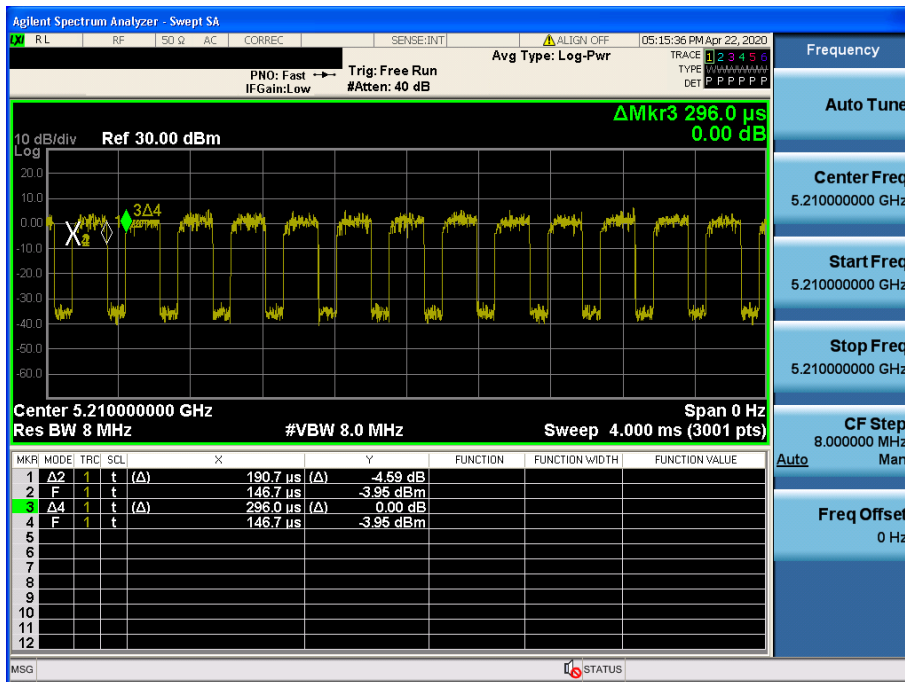 Agilent Spectrum Analyzer - Swept SA
LXI RL RF 50 Ω AC CORREC SENSE:INT ALIGN OFF 05:15:36 PM Apr 22, 2020
Avg Type: Log-Pwr TRACE 1 2 3 4 5 6
PNO: Fast Trig: Free Run TYPE WWWWWW
IFGain:Low #Atten: 40 dB DET P P P P P P
Frequency
Auto Tune
ΔMkr3 296.0 µs
0.00 dB
10 dB/div Ref 30.00 dBm
Log
20.0
10.0
0.00
-10.0
-20.0
-30.0
-40.0
-50.0
-60.0
1
3Δ4
X
Center 5.210000000 GHz Span 0 Hz
Res BW 8 MHz #VBW 8.0 MHz Sweep 4.000 ms (3001 pts)
Center Freq
5.210000000 GHz
Start Freq
5.210000000 GHz
Stop Freq
5.210000000 GHz
CF Step
8.000000 MHz
Auto Man
Freq Offset
0 Hz
MKR MODE TRC SCL X Y FUNCTION FUNCTION WIDTH FUNCTION VALUE
1 Δ2 1 t (Δ) 190.7 µs (Δ) -4.59 dB
2 F 1 t 146.7 µs -3.95 dBm
3 Δ4 1 t (Δ) 296.0 µs (Δ) 0.00 dB
4 F 1 t 146.7 µs -3.95 dBm
5
6
7
8
9
10
11
12
MSG STATUS